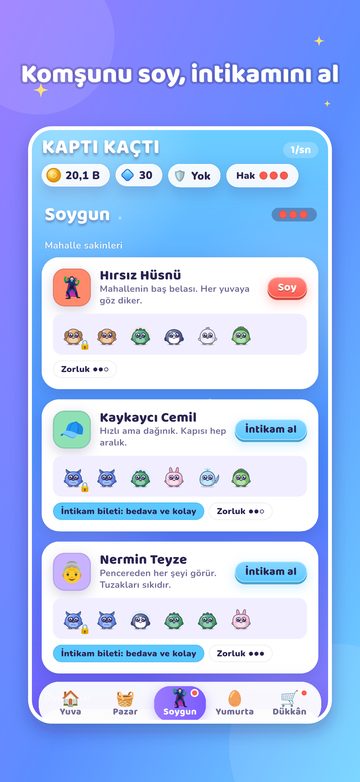 Komşunu soy, intikamını al
KAPTI KAÇTI
1/sn
20,1 B
30
Yok
Hak
Soygun
Mahalle sakinleri
Hırsız Hüsnü
Mahallenin baş belası. Her yuvaya
göz diker.
Soy
Zorluk
Kaykaycı Cemil
Hızlı ama dağınık. Kapısı hep
aralık.
İntikam al
İntikam bileti: bedava ve kolay
Zorluk
Nermin Teyze
Pencereden her şeyi görür.
Tuzakları sıkıdır.
İntikam al
İntikam bileti: bedava ve kolay
Zorluk
Yuva
Pazar
Soygun
Yumurta
Dükkân